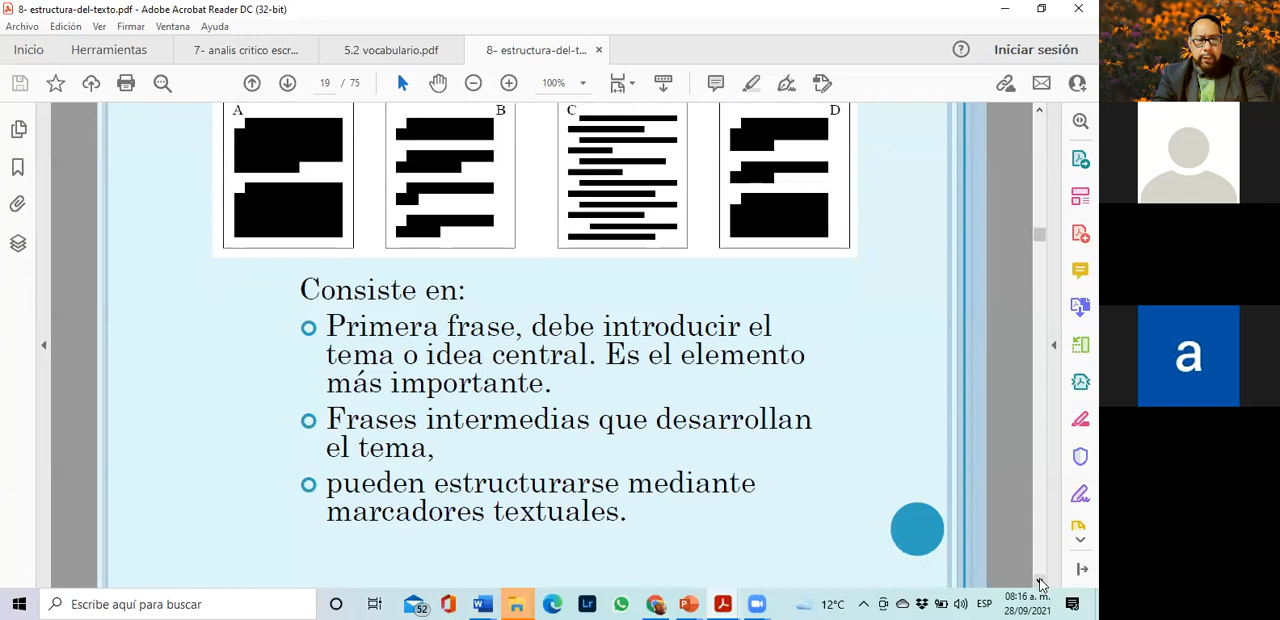 8- estructura-del-texto.pdf - Adobe Acrobat Reader DC (32-bit)
Archivo Edición Ver Firmar Ventana Ayuda
Inicio Herramientas 7- analis critico escr... 5.2 vocabulario.pdf 8- estructura-del-t... × Iniciar sesión
19 / 75 100%
A B C D
Consiste en:
Primera frase, debe introducir el
tema o idea central. Es el elemento
más importante.
Frases intermedias que desarrollan
el tema,
pueden estructurarse mediante
marcadores textuales.
a
Escribe aquí para buscar 52 12°C ESP 08:16 a. m.
28/09/2021